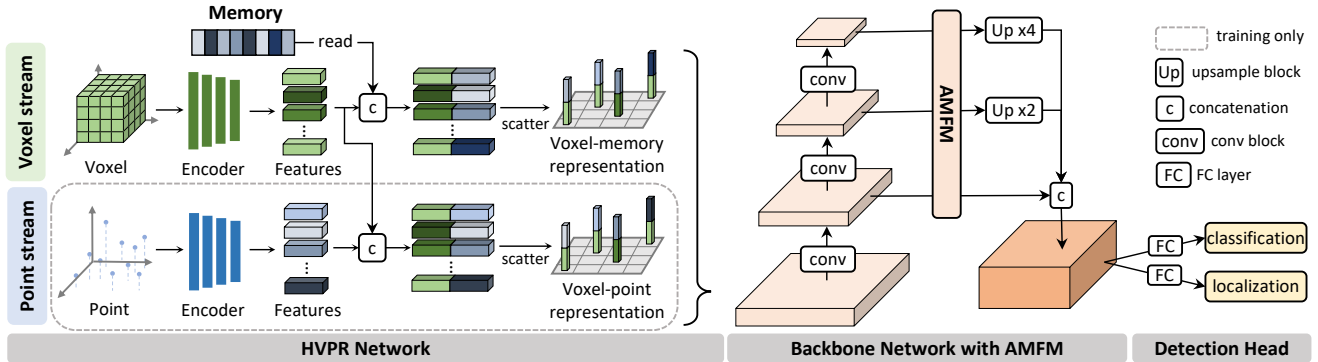 Memory
read
Voxel stream
Voxel
Encoder
Features
c
scatter
Voxel-memory
representation
Point stream
Point
Encoder
Features
c
scatter
Voxel-point
representation
HVPR Network
conv
conv
conv
conv
AMFM
Up x4
Up x2
c
Backbone Network with AMFM
training only
Up upsample block
c concatenation
conv conv block
FC FC layer
FC classification
FC localization
Detection Head